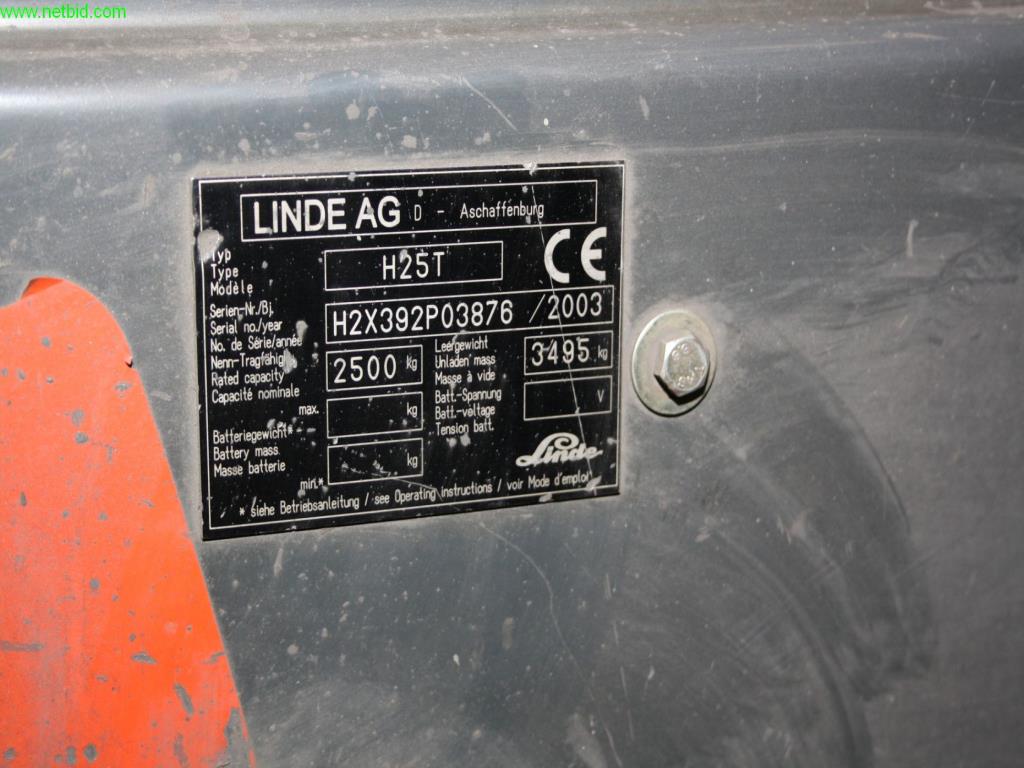 www.netbid.com
LINDE AG D - Aschaffenburg
Typ
Type
Modèle
H25T
CE
Serien-Nr./Bj.
Serial no./year
No. de Série/année
H2X392P03876 / 2003
Nenn-Tragfähigk.
Rated capacity
Capacité nominale
2500 kg
Leergewicht
Unladen mass
Masse à vide
3495 kg
Batteriegewicht*
Battery mass
Masse batterie
max. kg
min.* kg
Batt.-Spannung
Batt.-voltage
Tension batt.
V
Linde
* siehe Betriebsanleitung / see Operating instructions / voir Mode d'emploi